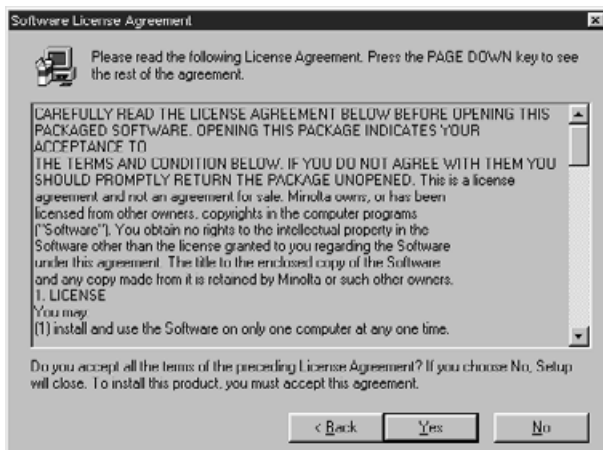 Software License Agreement
Please read the following License Agreement. Press the PAGE DOWN key to see
the rest of the agreement.
CAREFULLY READ THE LICENSE AGREEMENT BELOW BEFORE OPENING THIS
PACKAGED SOFTWARE. OPENING THIS PACKAGE INDICATES YOUR
ACCEPTANCE TO
THE TERMS AND CONDITION BELOW. IF YOU DO NOT AGREE WITH THEM YOU
SHOULD PROMPTLY RETURN THE PACKAGE UNOPENED. This is a license
agreement and not an agreement for sale. Minolta owns, or has been
licensed from other owners, copyrights in the computer programs
("Software"). You obtain no rights to the intellectual property in the
Software other than the license granted to you regarding the Software
under this agreement. The title to the enclosed copy of the Software
and any copy made from it is retained by Minolta or such other owners.
1. LICENSE
You may:
(1) install and use the Software on only one computer at any one time.
Do you accept all the terms of the preceding License Agreement? If you choose No, Setup
will close. To install this product, you must accept this agreement.
< Back
Yes
No